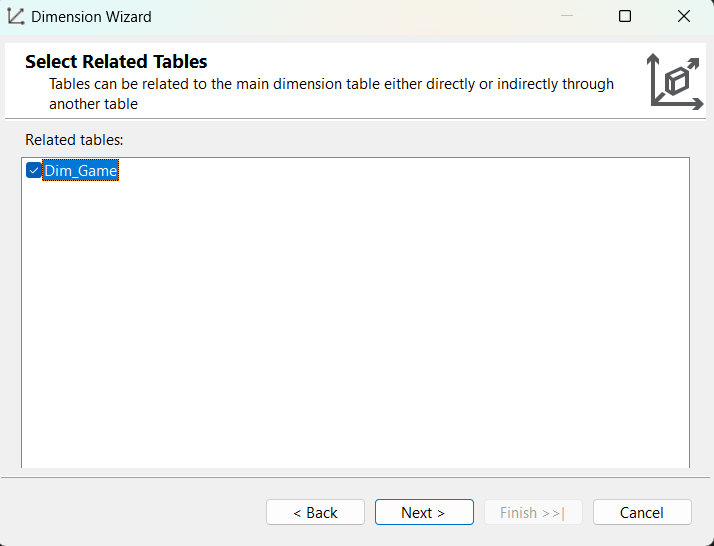 Dimension Wizard
Select Related Tables
Tables can be related to the main dimension table either directly or indirectly through
another table
Related tables:
Dim_Game
< Back
Next >
Finish >>|
Cancel